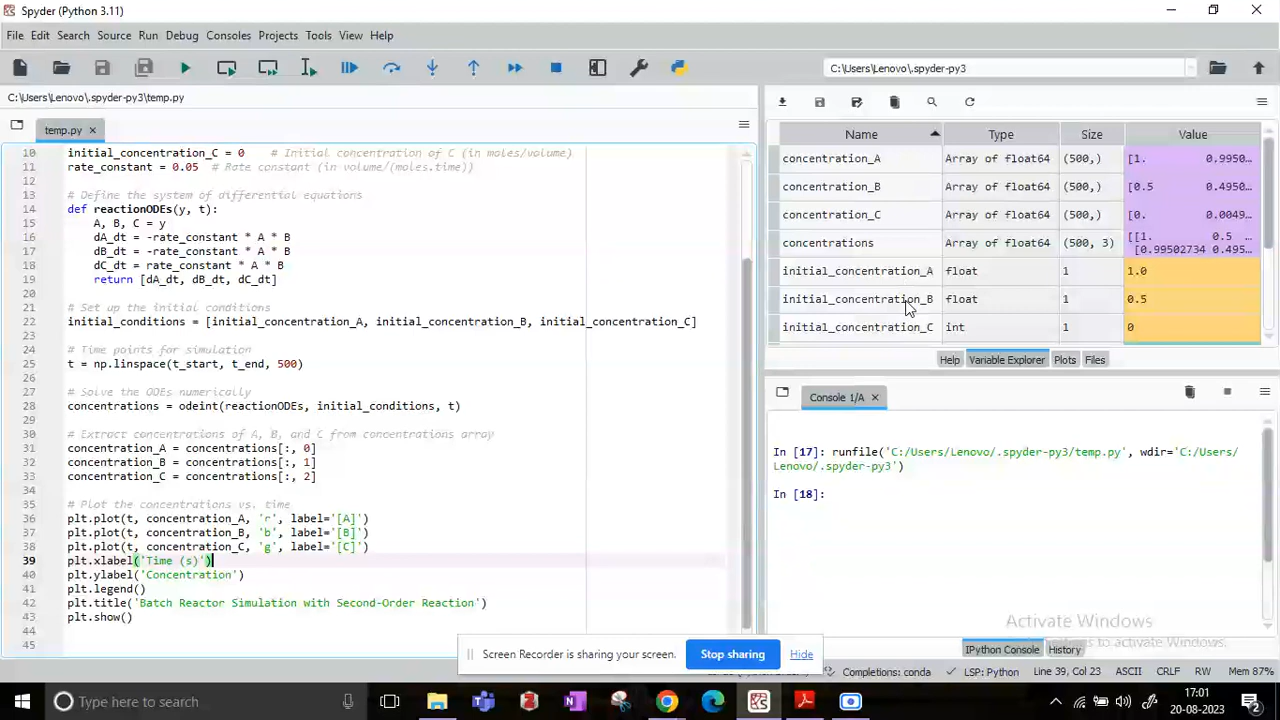 Spyder (Python 3.11)
File Edit Search Source Run Debug Consoles Projects Tools View Help
C:\Users\Lenovo\.spyder-py3
C:\Users\Lenovo\.spyder-py3\temp.py
temp.py
10 initial_concentration_C = 0 # Initial concentration of C (in moles/volume)
11 rate_constant = 0.05 # Rate constant (in volume/(moles.time))
12
13 # Define the system of differential equations
14 def reactionODEs(y, t):
15 A, B, C = y
16 dA_dt = -rate_constant * A * B
17 dB_dt = -rate_constant * A * B
18 dC_dt = rate_constant * A * B
19 return [dA_dt, dB_dt, dC_dt]
20
21 # Set up the initial conditions
22 initial_conditions = [initial_concentration_A, initial_concentration_B, initial_concentration_C]
23
24 # Time points for simulation
25 t = np.linspace(t_start, t_end, 500)
26
27 # Solve the ODEs numerically
28 concentrations = odeint(reactionODEs, initial_conditions, t)
29
30 # Extract concentrations of A, B, and C from concentrations array
31 concentration_A = concentrations[:, 0]
32 concentration_B = concentrations[:, 1]
33 concentration_C = concentrations[:, 2]
34
35 # Plot the concentrations vs. time
36 plt.plot(t, concentration_A, 'r', label='[A]')
37 plt.plot(t, concentration_B, 'b', label='[B]')
38 plt.plot(t, concentration_C, 'g', label='[C]')
39 plt.xlabel('Time (s)')
40 plt.ylabel('Concentration')
41 plt.legend()
42 plt.title('Batch Reactor Simulation with Second-Order Reaction')
43 plt.show()
44
45
Name Type Size Value
concentration_A Array of float64 (500,) [1. 0.9950…
concentration_B Array of float64 (500,) [0.5 0.4950…
concentration_C Array of float64 (500,) [0. 0.0049…
concentrations Array of float64 (500, 3) [[1. 0.5 …
[0.99502734 0.495…
initial_concentration_A float 1 1.0
initial_concentration_B float 1 0.5
initial_concentration_C int 1 0
Help Variable Explorer Plots Files
Console 1/A
In [17]: runfile('C:/Users/Lenovo/.spyder-py3/temp.py', wdir='C:/Users/
Lenovo/.spyder-py3')
In [18]:
Activate Windows
to activate Windows.
IPython Console History
Screen Recorder is sharing your screen. Stop sharing Hide
Completions: conda LSP: Python Line 39, Col 23 ASCII CRLF RW Mem 87%
Type here to search
17:01
20-08-2023
2